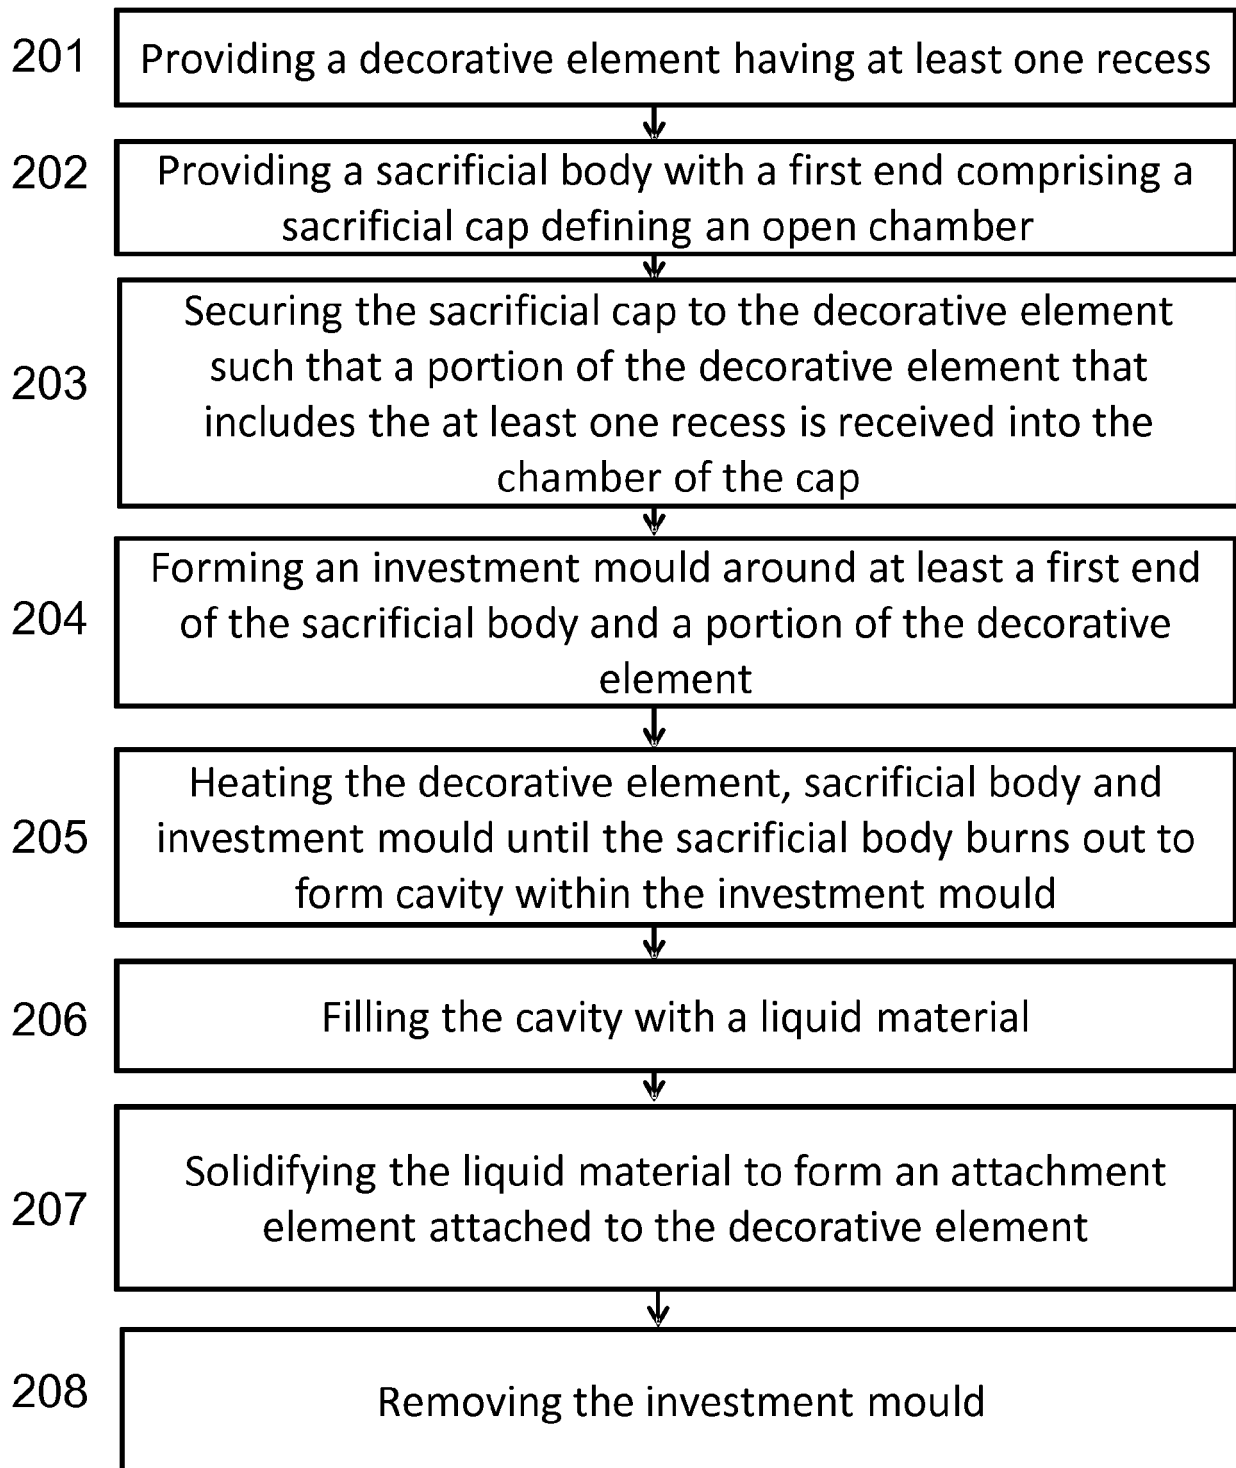 201
Providing a decorative element having at least one recess
202
Providing a sacrificial body with a first end comprising a
sacrificial cap defining an open chamber
203
Securing the sacrificial cap to the decorative element
such that a portion of the decorative element that
includes the at least one recess is received into the
chamber of the cap
204
Forming an investment mould around at least a first end
of the sacrificial body and a portion of the decorative
element
205
Heating the decorative element, sacrificial body and
investment mould until the sacrificial body burns out to
form cavity within the investment mould
206
Filling the cavity with a liquid material
207
Solidifying the liquid material to form an attachment
element attached to the decorative element
208
Removing the investment mould